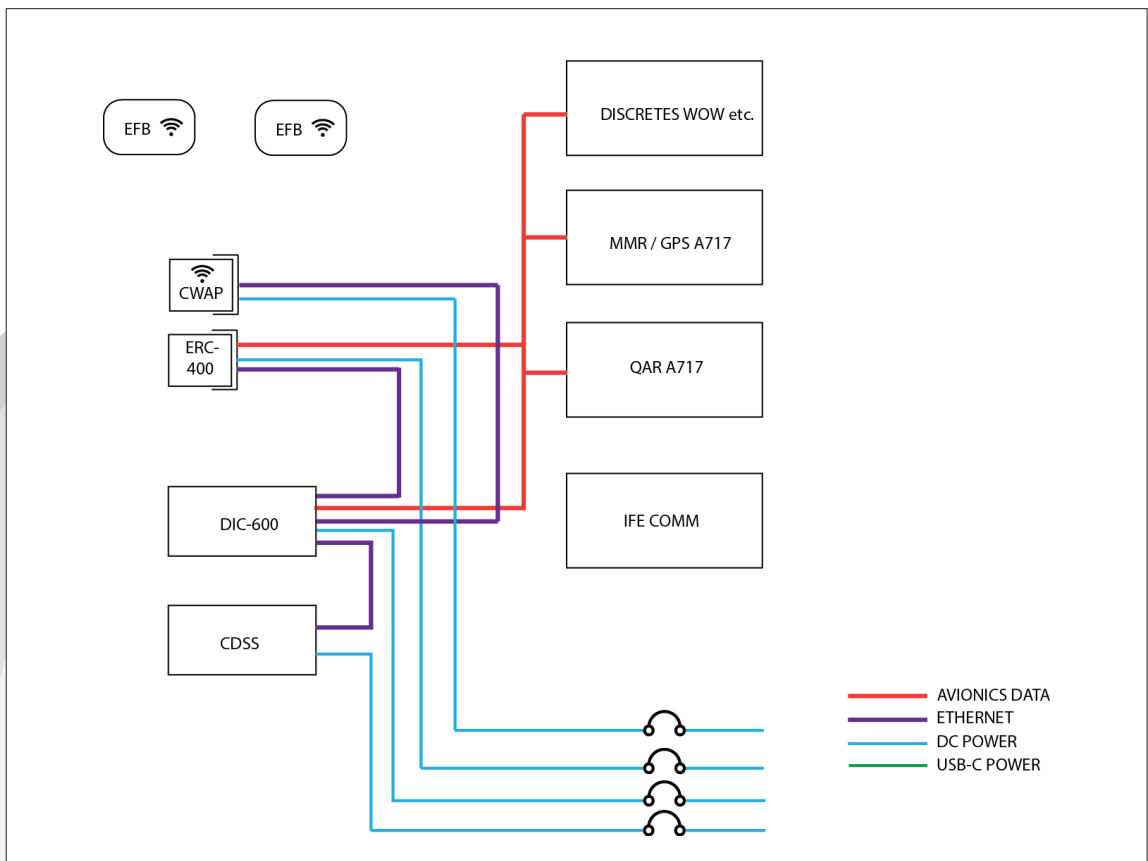 EFB
EFB
DISCRETES WOW etc.
MMR / GPS A717
CWAP
ERC-
400
QAR A717
DIC-600
IFE COMM
CDSS
AVIONICS DATA
ETHERNET
DC POWER
USB-C POWER